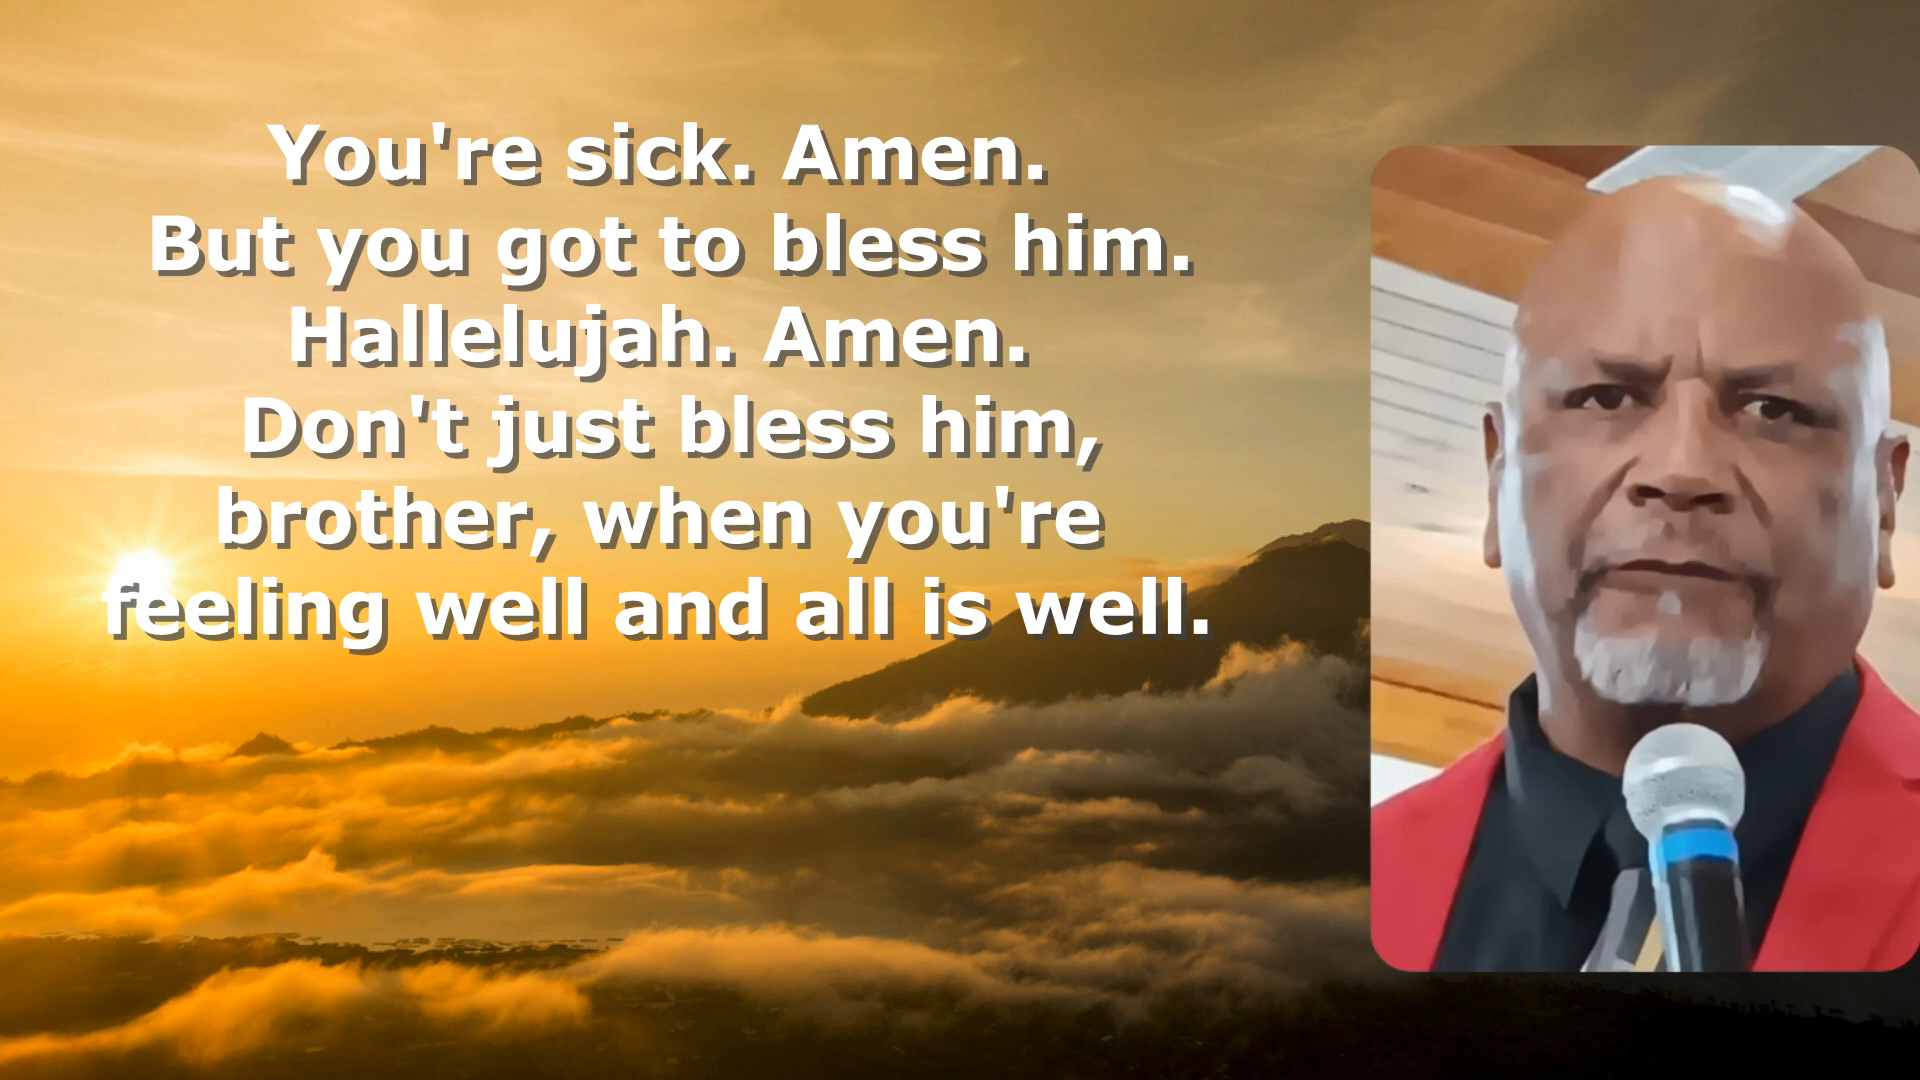 You're sick. Amen.
But you got to bless him.
Hallelujah. Amen.
Don't just bless him,
brother, when you're
feeling well and all is well.